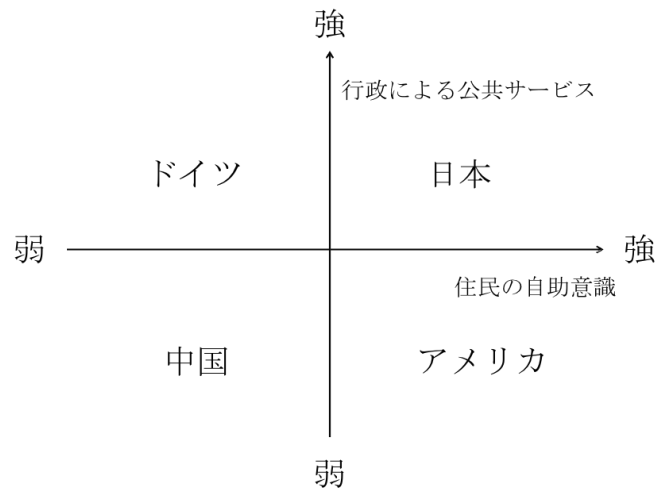 強
行政による公共サービス
ドイツ
日本
弱
強
住民の自助意識
中国
アメリカ
弱